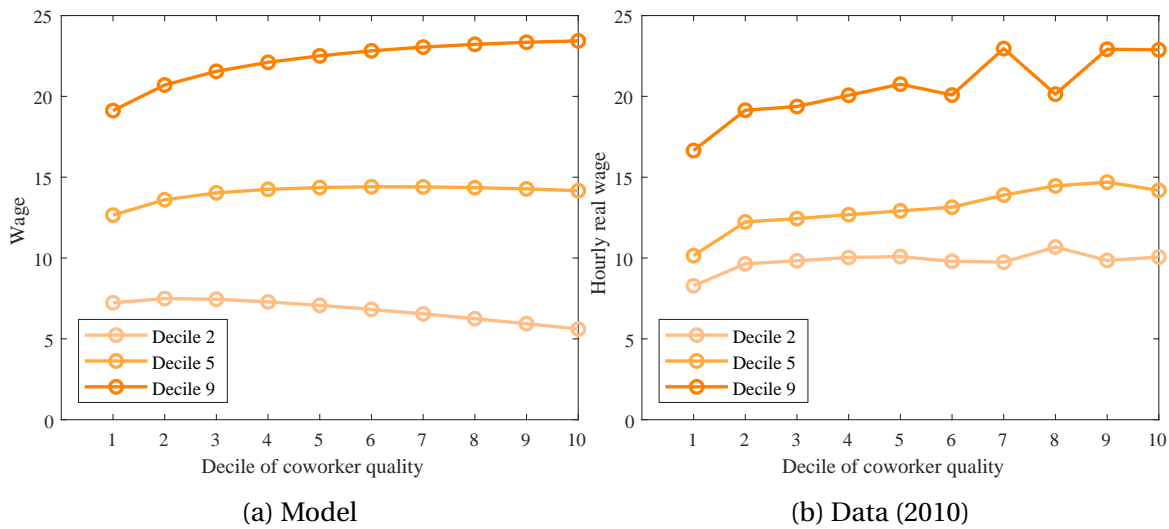 25
20
15
10
5
0
Wage
Decile 2
Decile 5
Decile 9
1 2 3 4 5 6 7 8 9 10
Decile of coworker quality
(a) Model
25
20
15
10
5
0
Hourly real wage
Decile 2
Decile 5
Decile 9
1 2 3 4 5 6 7 8 9 10
Decile of coworker quality
(b) Data (2010)